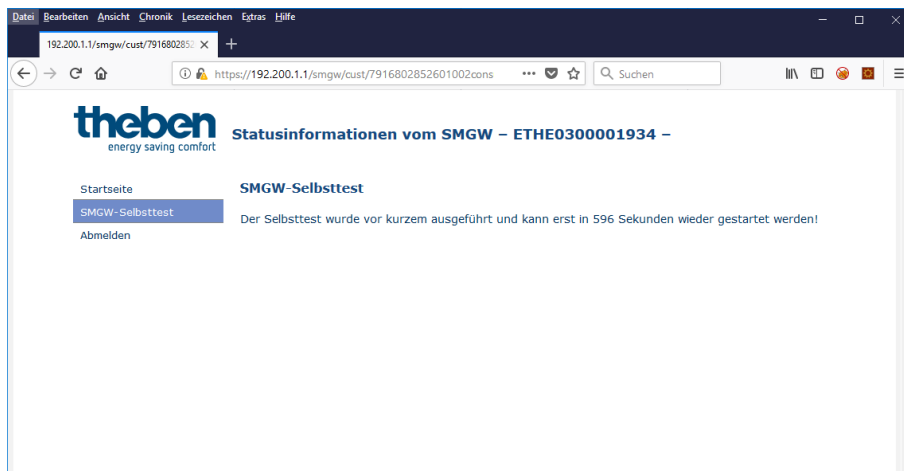 Datei Bearbeiten Ansicht Chronik Lesezeichen Extras Hilfe
192.200.1.1/smgw/cust/791680285
https://192.200.1.1/smgw/cust/7916802852601002cons
Suchen
theben
energy saving comfort
Statusinformationen vom SMGW – ETHE0300001934 –
Startseite
SMGW-Selbsttest
Abmelden
SMGW-Selbsttest
Der Selbsttest wurde vor kurzem ausgeführt und kann erst in 596 Sekunden wieder gestartet werden!